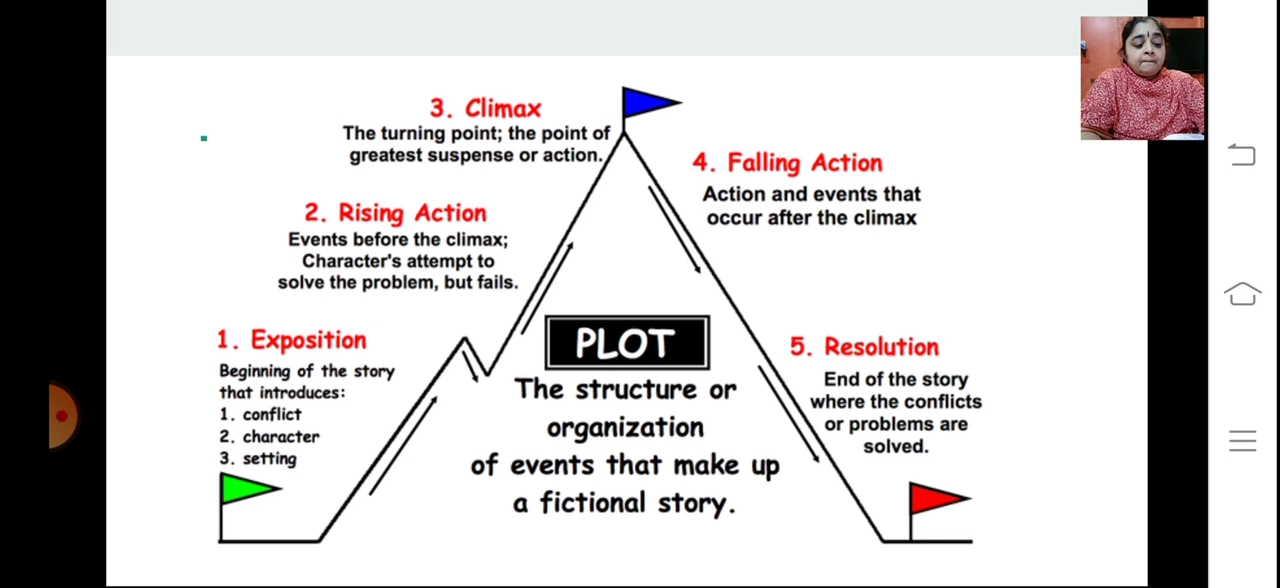 3. Climax
The turning point; the point of
greatest suspense or action.
4. Falling Action
Action and events that
occur after the climax
2. Rising Action
Events before the climax;
Character's attempt to
solve the problem, but fails.
1. Exposition
Beginning of the story
that introduces:
1. conflict
2. character
3. setting
PLOT
The structure or
organization
of events that make up
a fictional story.
5. Resolution
End of the story
where the conflicts
or problems are
solved.